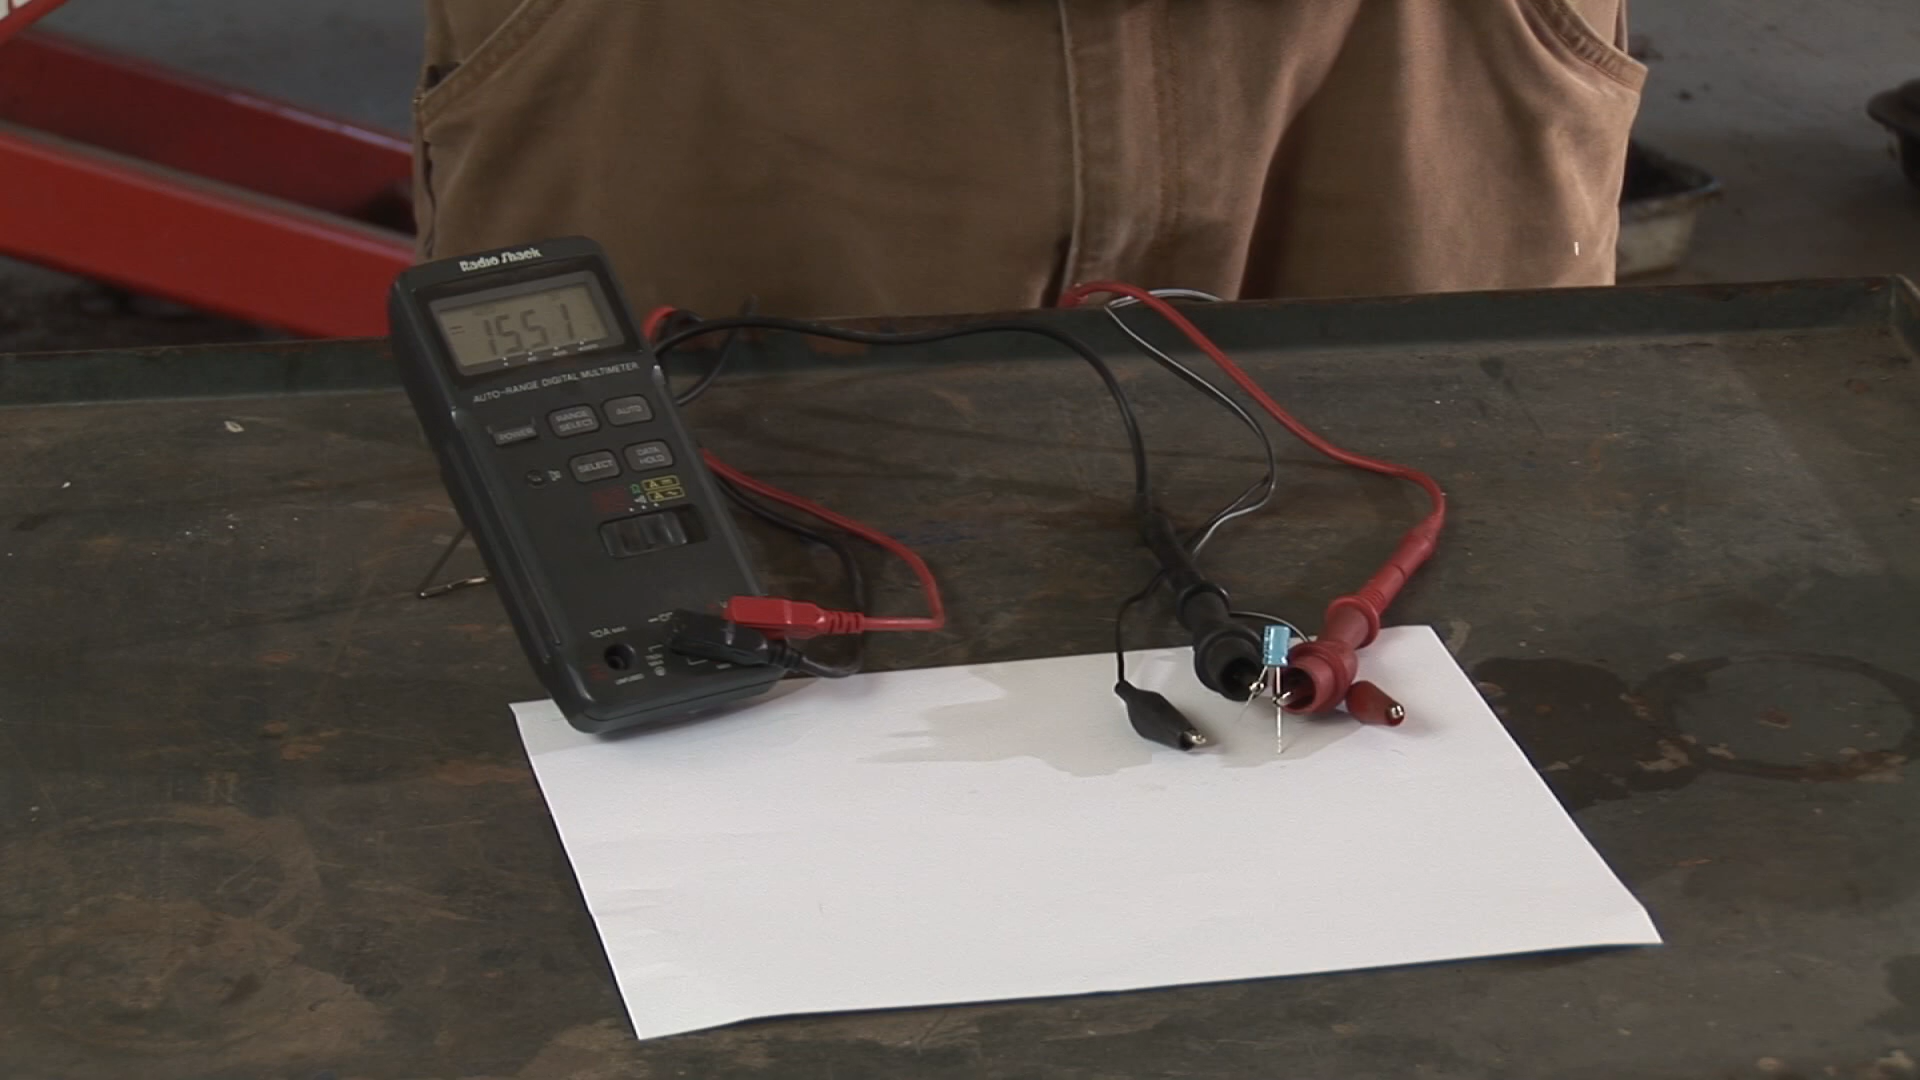 Radio Shack
15.51
AUTO-RANGE DIGITAL MULTIMETER
POWER
RANGE SELECT
AUTO
SELECT
DATA HOLD
10A